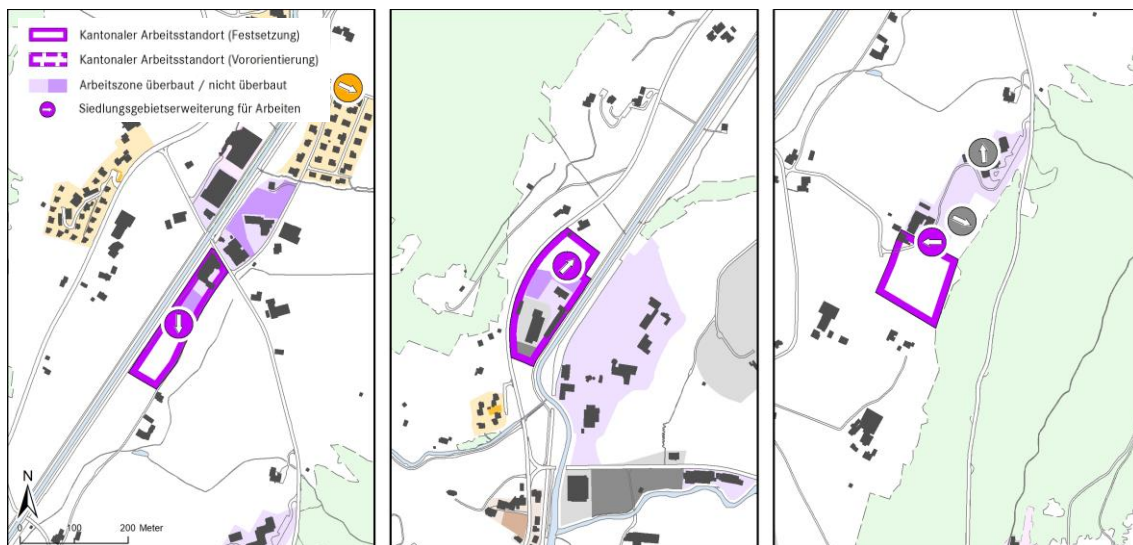 Kantonaler Arbeitsstandort (Festsetzung)
Kantonaler Arbeitsstandort (Vororientierung)
Arbeitszone überbaut / nicht überbaut
Siedlungsgebietserweiterung für Arbeiten
N
0 100 200 Meter